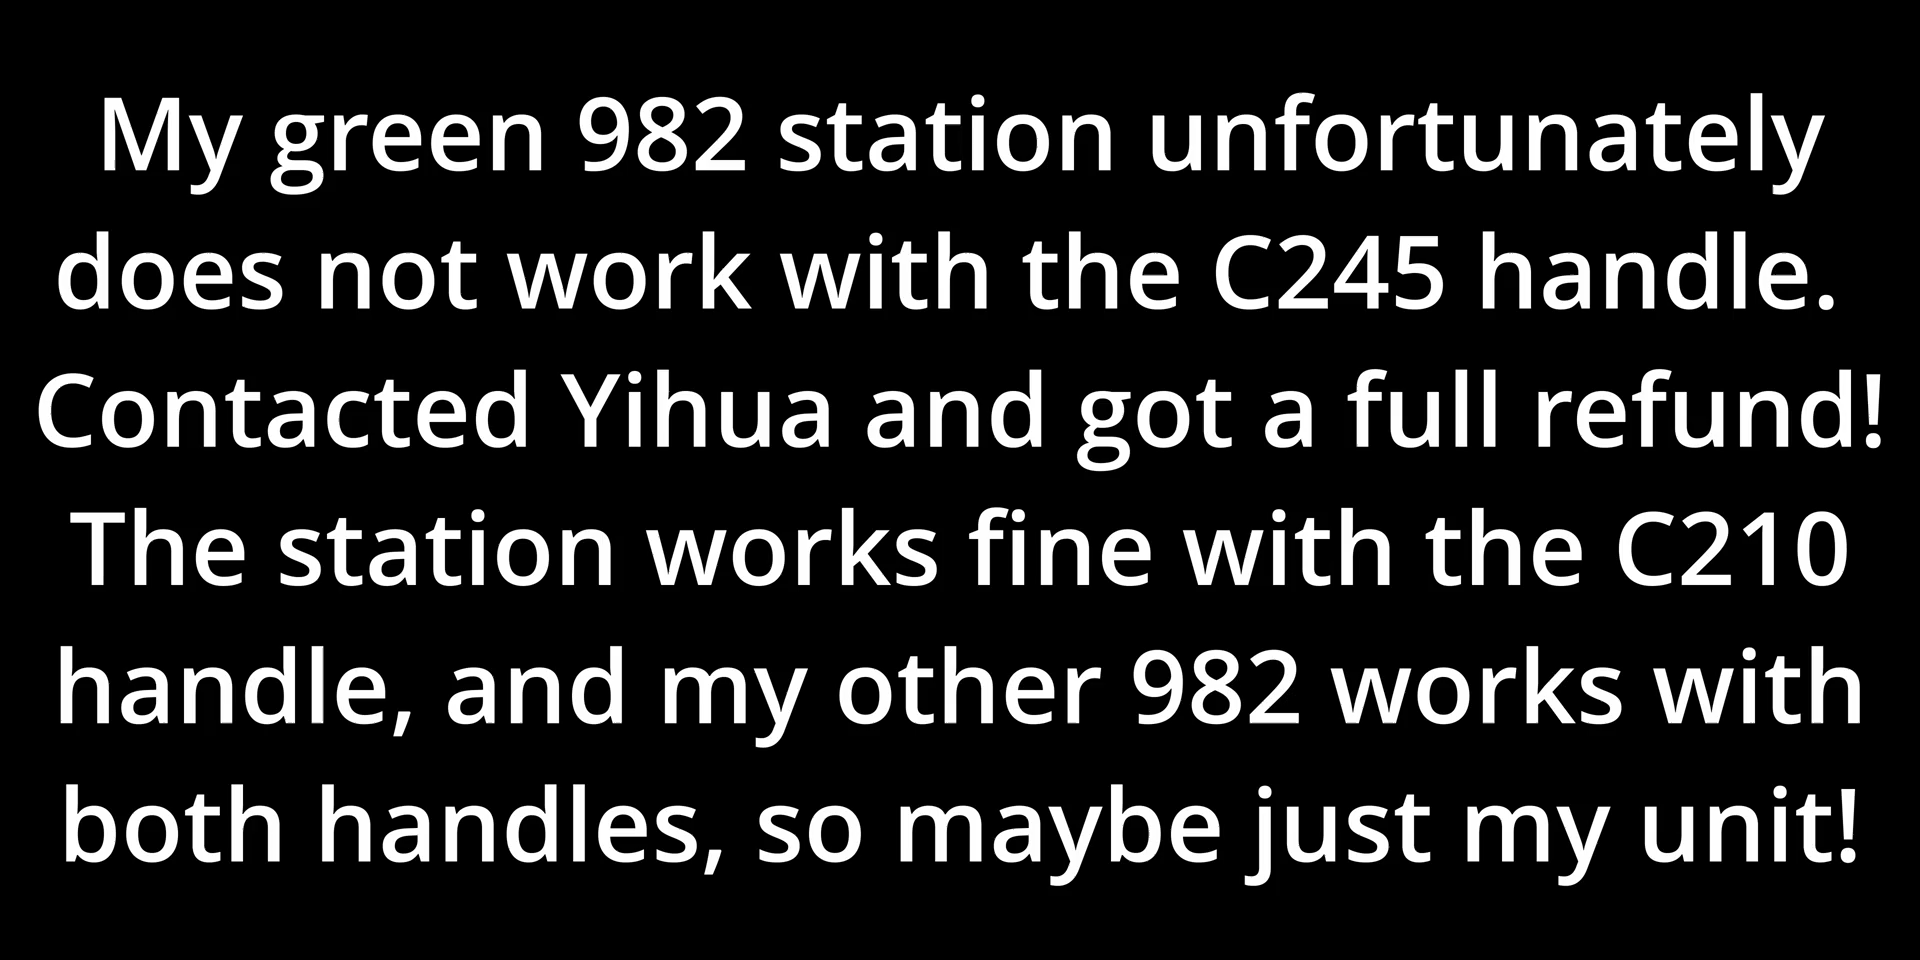 My green 982 station unfortunately
does not work with the C245 handle.
Contacted Yihua and got a full refund!
The station works fine with the C210
handle, and my other 982 works with
both handles, so maybe just my unit!